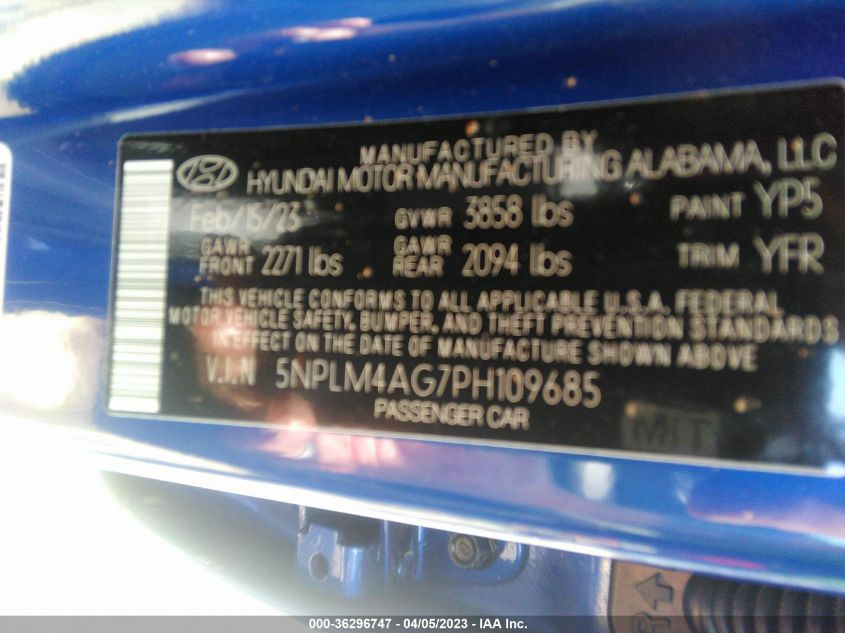 MANUFACTURED BY
HYUNDAI MOTOR MANUFACTURING ALABAMA, LLC
Feb/15/23 GVWR 3858 lbs PAINT YP5
GAWR FRONT 2271 lbs GAWR REAR 2094 lbs TRIM YFR
THIS VEHICLE CONFORMS TO ALL APPLICABLE U.S.A. FEDERAL
MOTOR VEHICLE SAFETY, BUMPER, AND THEFT PREVENTION STANDARDS
IN EFFECT ON THE DATE OF MANUFACTURE SHOWN ABOVE
V.I.N 5NPLM4AG7PH109685
PASSENGER CAR
MIT
000-36296747 - 04/05/2023 - IAA Inc.